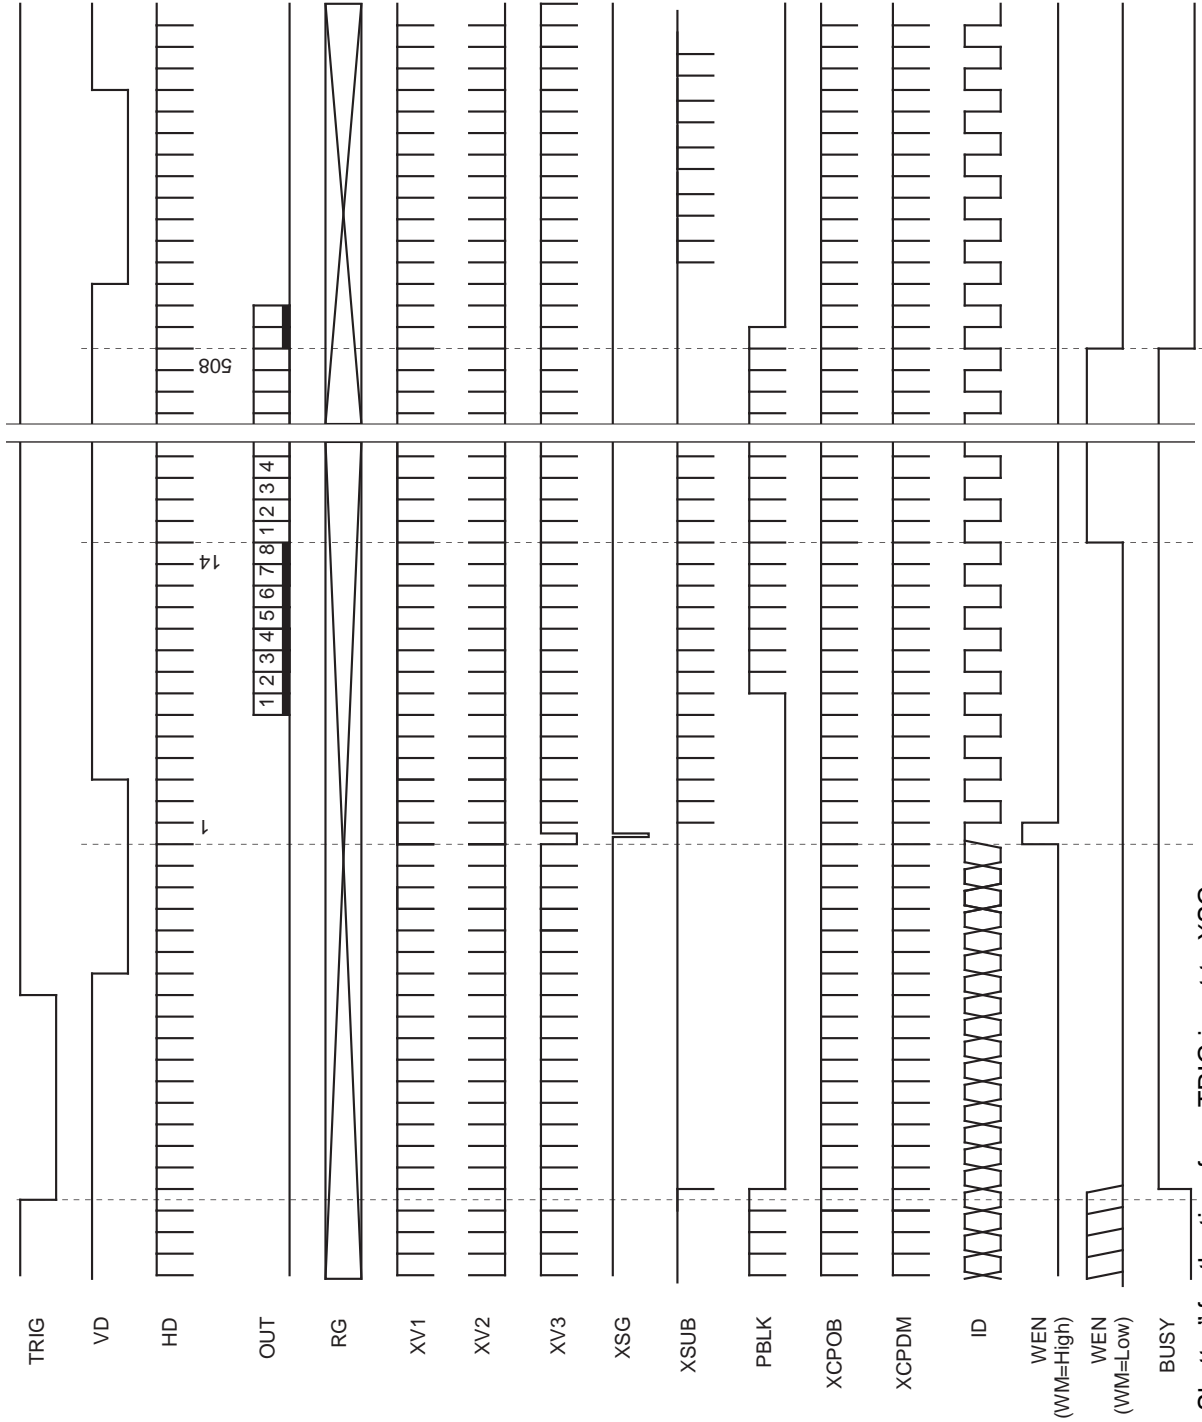 TRIG
VD
HD
OUT
RG
XV1
XV2
XV3
XSG
XSUB
PBLK
XCPOB
XCPDM
ID
WEN
(WM=High)
WEN
(WM=Low)
BUSY
1
14
508
1 2 3 4 5 6 7 8 1 2 3 4